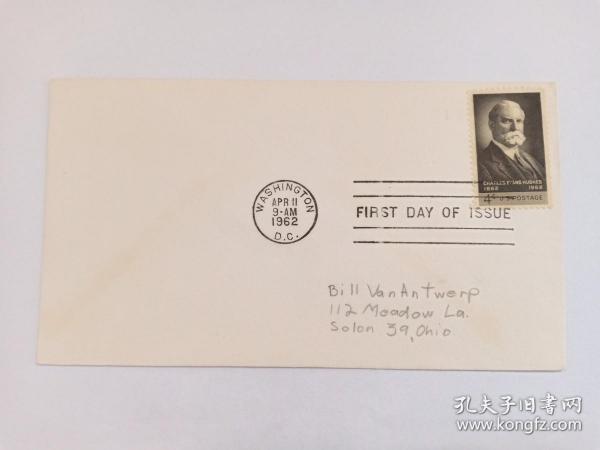 CHARLES EVANS HUGHES
1862 1962
4¢ U.S. POSTAGE
WASHINGTON
APR 11
9-AM
1962
D.C.
FIRST DAY OF ISSUE
Bill VanAntwerp
112 Meadow La.
Solon 39, Ohio
孔夫子旧书网
www.kongfz.com